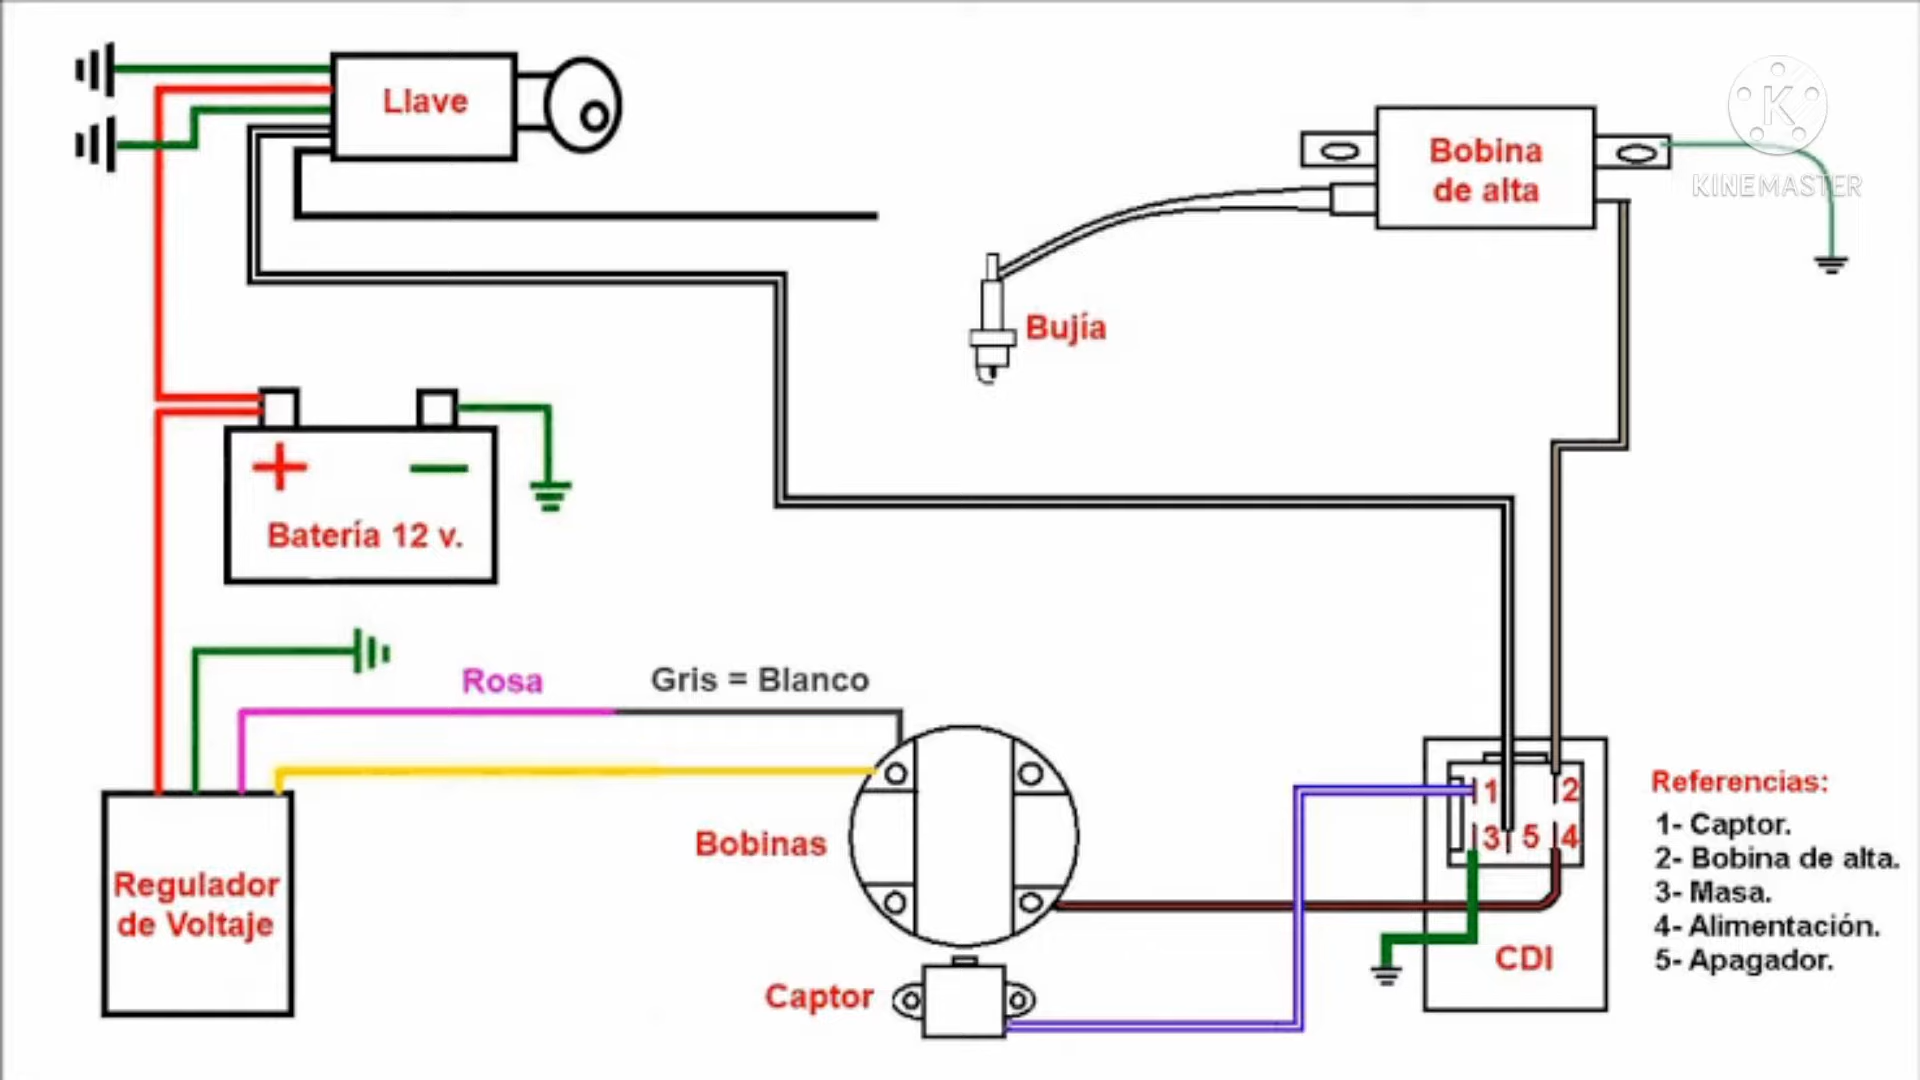 Llave
Bobina
de alta
K
KINEMASTER
Bujía
+ −
Batería 12 v.
Rosa
Gris = Blanco
Regulador
de Voltaje
Bobinas
Captor
1 2
3 5 4
CDI
Referencias:
1- Captor.
2- Bobina de alta.
3- Masa.
4- Alimentación.
5- Apagador.